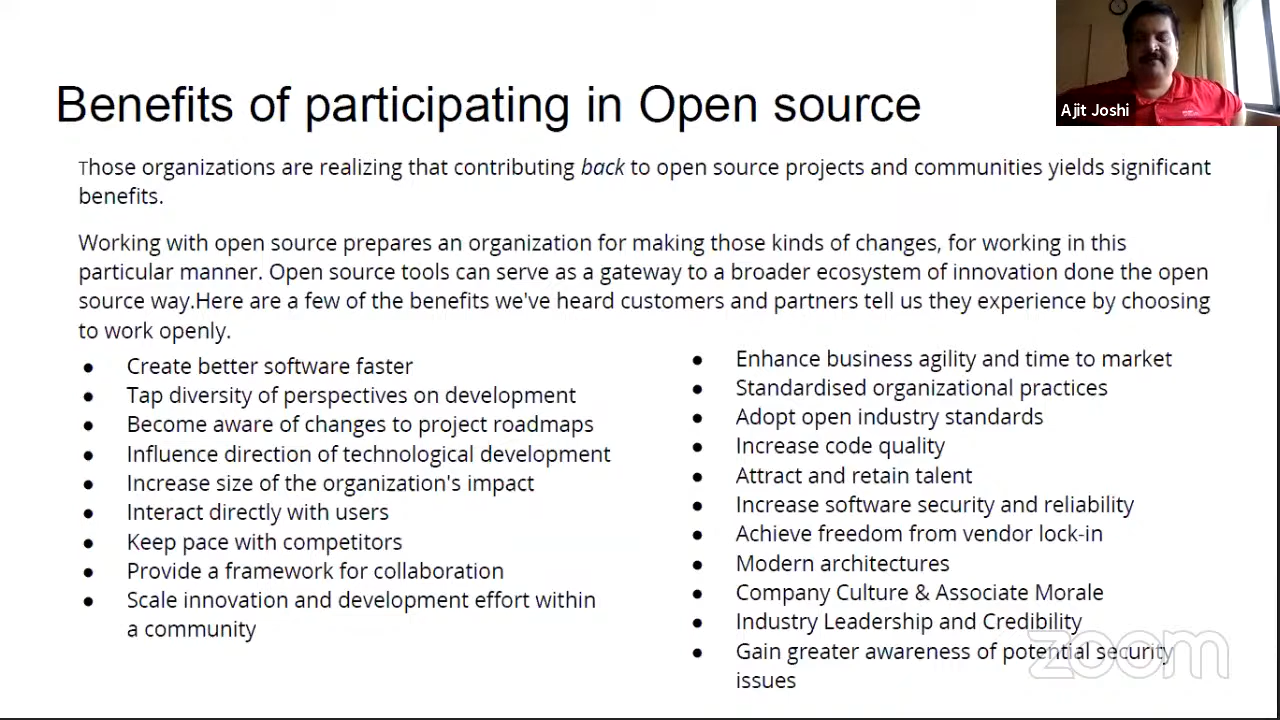 Ajit Joshi
Benefits of participating in Open source
Those organizations are realizing that contributing back to open source projects and communities yields significant
benefits.
Working with open source prepares an organization for making those kinds of changes, for working in this
particular manner. Open source tools can serve as a gateway to a broader ecosystem of innovation done the open
source way.Here are a few of the benefits we've heard customers and partners tell us they experience by choosing
to work openly.
● Create better software faster
● Tap diversity of perspectives on development
● Become aware of changes to project roadmaps
● Influence direction of technological development
● Increase size of the organization's impact
● Interact directly with users
● Keep pace with competitors
● Provide a framework for collaboration
● Scale innovation and development effort within
a community
● Enhance business agility and time to market
● Standardised organizational practices
● Adopt open industry standards
● Increase code quality
● Attract and retain talent
● Increase software security and reliability
● Achieve freedom from vendor lock-in
● Modern architectures
● Company Culture & Associate Morale
● Industry Leadership and Credibility
● Gain greater awareness of potential security
issues
zoom